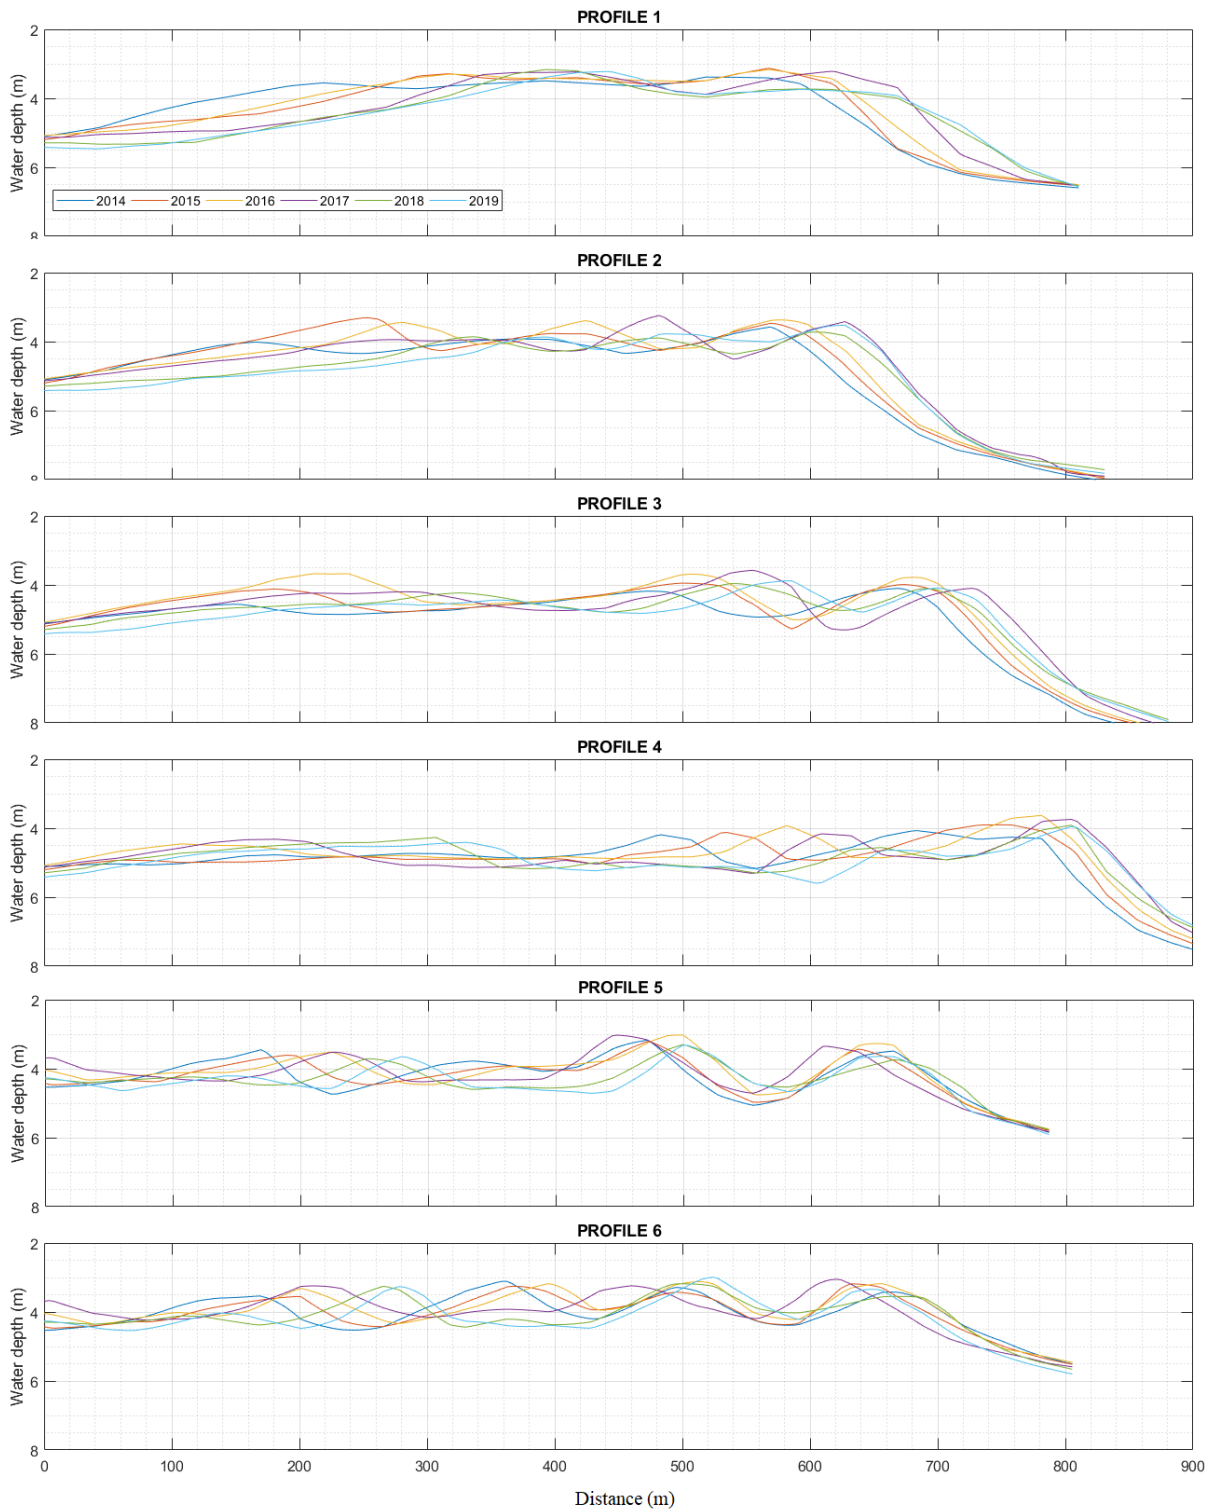 PROFILE 1
2
4
6
8
Water depth (m)
2014 2015 2016 2017 2018 2019
PROFILE 2
2
4
6
8
Water depth (m)
PROFILE 3
2
4
6
8
Water depth (m)
PROFILE 4
2
4
6
8
Water depth (m)
PROFILE 5
2
4
6
8
Water depth (m)
PROFILE 6
2
4
6
8
Water depth (m)
0 100 200 300 400 500 600 700 800 900
Distance (m)